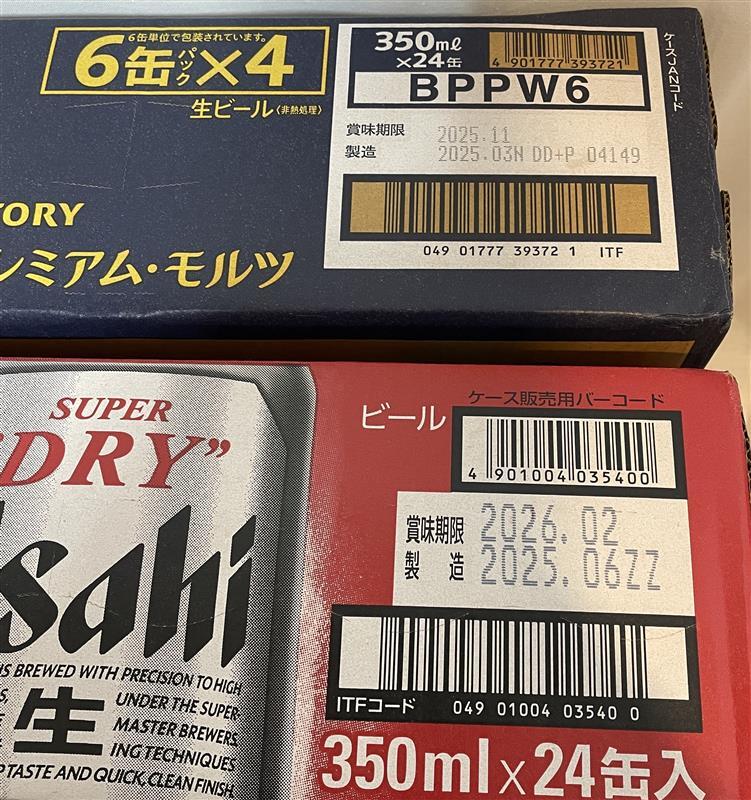 6缶単位で包装されています。
6缶パック×4
生ビール〈非熱処理〉
350mℓ
×24缶
4 901777 393721
ケースJANコード
BPPW6
賞味期限 2025.11
製造 2025.03N DD+P 04149
049 01777 39372 1 ITF
TORY
レミアム・モルツ
SUPER
"DRY"
sahi
IS BREWED WITH PRECISION TO HIGH
UNDER THE SUPER-
MASTER BREWERS.
ING TECHNIQUES
生
P TASTE AND QUICK, CLEAN FINISH.
ビール
ケース販売用バーコード
4 901004 035400
賞味期限 2026.02
製造 2025.06ZZ
ITFコード 049 01004 03540 0
350ml×24缶入